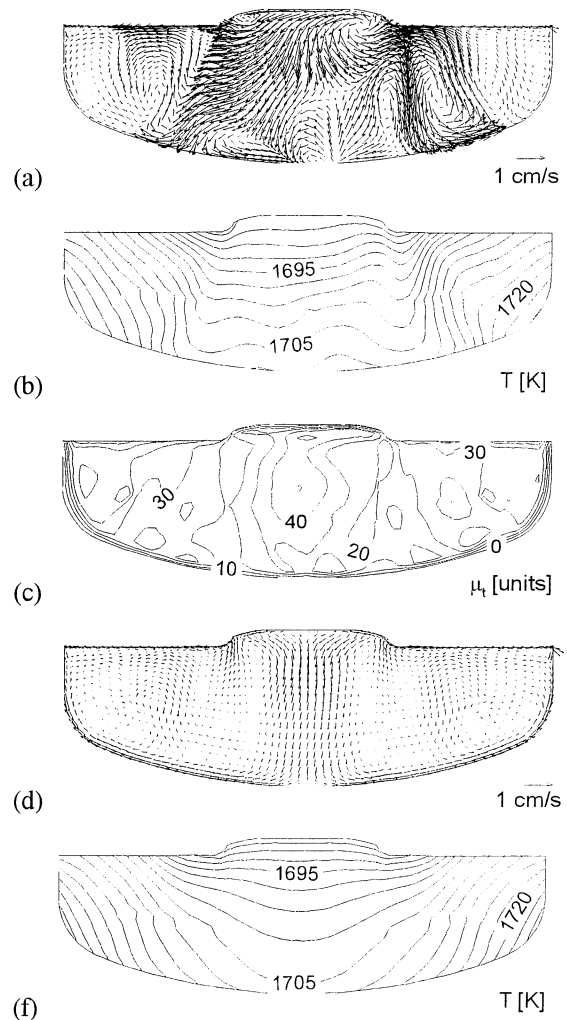 (a)
1 cm/s
1695
1720
1705
(b)
T [K]
30
30
40
20
10
0
(c)
μt [units]
(d)
1 cm/s
1695
1720
1705
(f)
T [K]